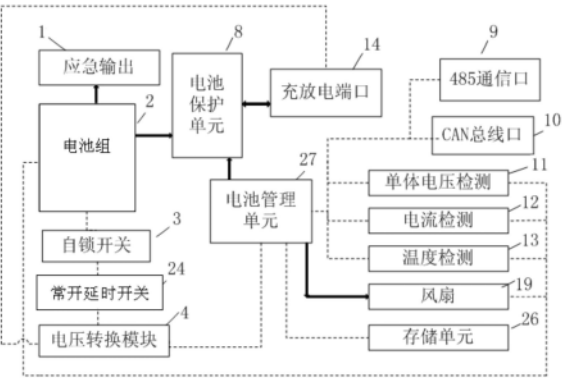 1
8
14
9
应急输出
电池
保护
单元
充放电端口
485通信口
2
电池组
CAN总线口
10
27
11
电池管理
单元
单体电压检测
12
电流检测
3
自锁开关
13
温度检测
24
常开延时开关
19
风扇
4
电压转换模块
26
存储单元